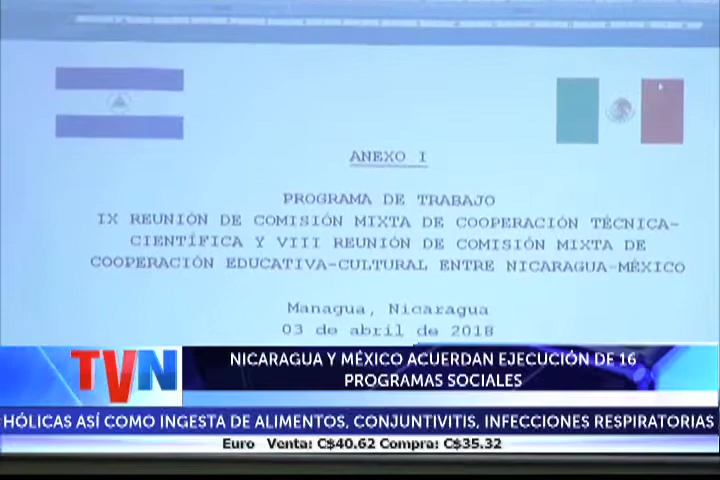 ANEXO I
PROGRAMA DE TRABAJO
IX REUNIÓN DE COMISIÓN MIXTA DE COOPERACIÓN TÉCNICA-
CIENTÍFICA Y VIII REUNIÓN DE COMISIÓN MIXTA DE
COOPERACIÓN EDUCATIVA-CULTURAL ENTRE NICARAGUA-MÉXICO
Managua, Nicaragua
03 de abril de 2018
TVN
NICARAGUA Y MÉXICO ACUERDAN EJECUCIÓN DE 16
PROGRAMAS SOCIALES
HÓLICAS ASÍ COMO INGESTA DE ALIMENTOS, CONJUNTIVITIS, INFECCIONES RESPIRATORIAS
Euro Venta: C$40.62 Compra: C$35.32